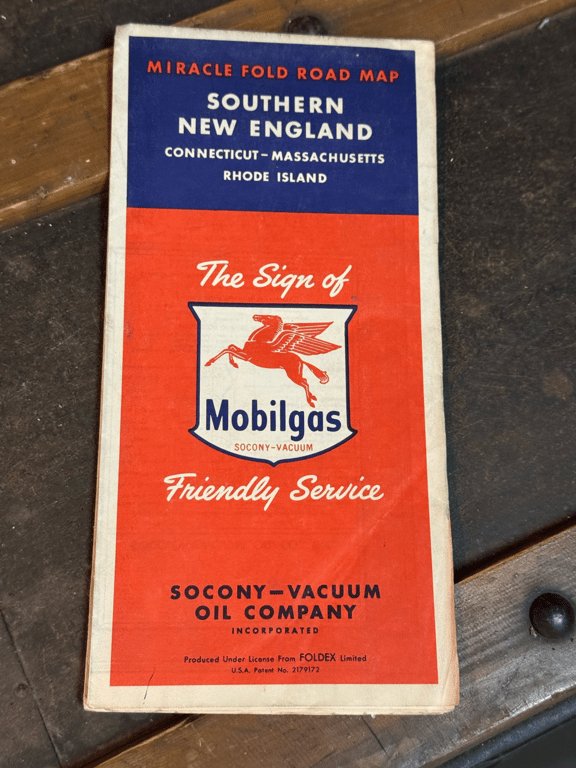 MIRACLE FOLD ROAD MAP
SOUTHERN
NEW ENGLAND
CONNECTICUT-MASSACHUSETTS
RHODE ISLAND
The Sign of
Mobilgas
SOCONY-VACUUM
Friendly Service
SOCONY-VACUUM
OIL COMPANY
INCORPORATED
Produced Under License From FOLDEX Limited
U.S.A. Patent No. 2179172